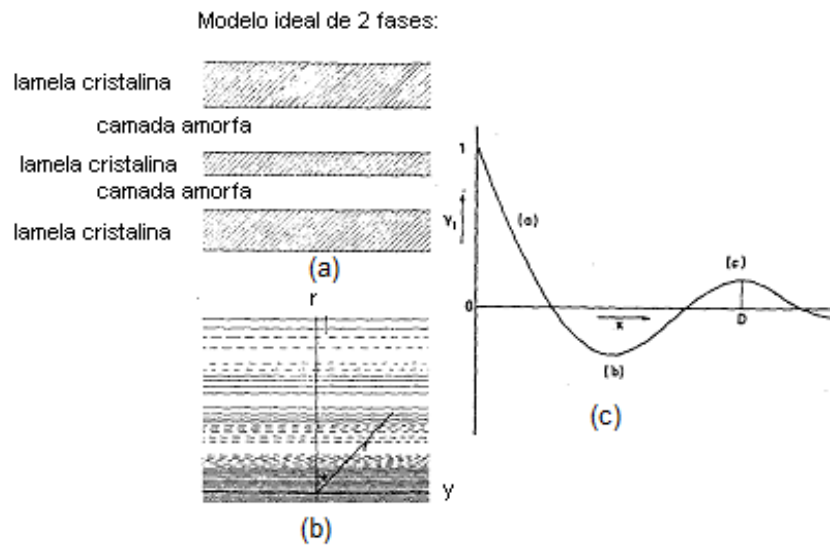 Modelo ideal de 2 fases:
lamela cristalina
camada amorfa
lamela cristalina
camada amorfa
lamela cristalina
(a)
r
y
(b)
1
γ₁
0
(a)
(b)
(c)
x
D
(c)